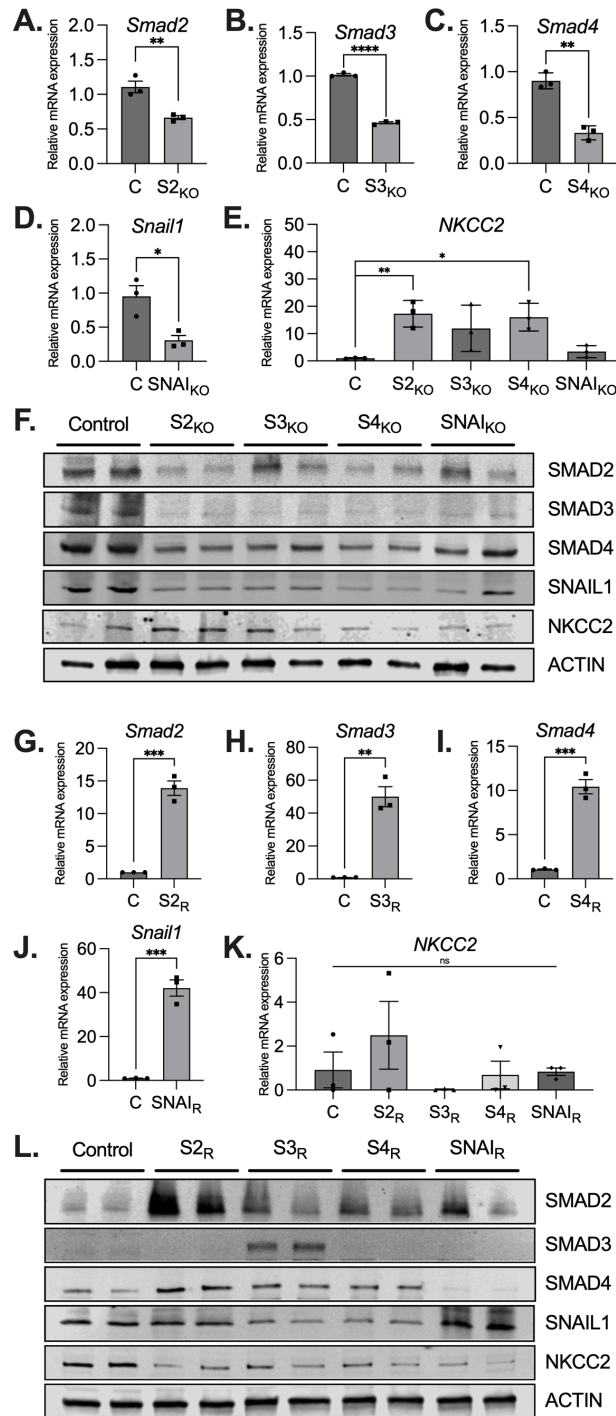 A. Smad2
Relative mRNA expression
2.0
1.5
1.0
0.5
0.0
**
C S2KO
B. Smad3
Relative mRNA expression
1.5
1.0
0.5
0.0
****
C S3KO
C. Smad4
Relative mRNA expression
1.5
1.0
0.5
0.0
**
C S4KO
D. Snail1
Relative mRNA expression
2.0
1.5
1.0
0.5
0.0
*
C SNAIKO
E. NKCC2
Relative mRNA expression
50
40
30
20
10
0
**
*
C S2KO S3KO S4KO SNAIKO
F. Control S2KO S3KO S4KO SNAIKO
SMAD2
SMAD3
SMAD4
SNAIL1
NKCC2
ACTIN
G. Smad2
Relative mRNA expression
20
15
10
5
0
***
C S2R
H. Smad3
Relative mRNA expression
80
60
40
20
0
**
C S3R
I. Smad4
Relative mRNA expression
15
10
5
0
***
C S4R
J. Snail1
Relative mRNA expression
60
40
20
0
***
C SNAIR
K. NKCC2
Relative mRNA expression
6
4
2
0
ns
C S2R S3R S4R SNAIR
L. Control S2R S3R S4R SNAIR
SMAD2
SMAD3
SMAD4
SNAIL1
NKCC2
ACTIN